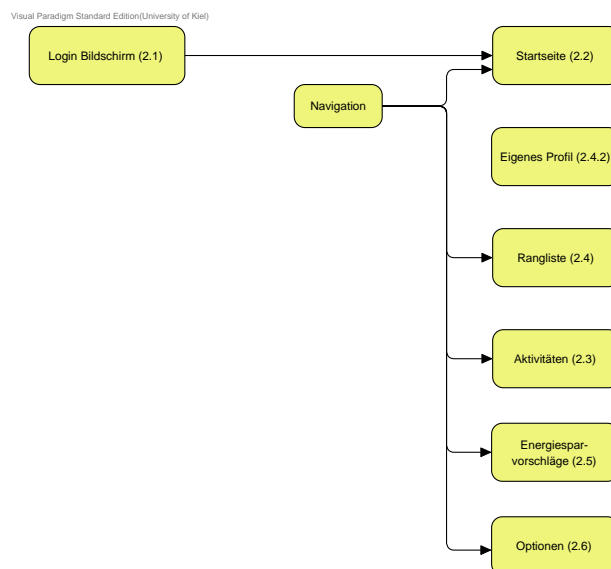 Visual Paradigm Standard Edition(University of Kiel)
Login Bildschirm (2.1)
Startseite (2.2)
Navigation
Eigenes Profil (2.4.2)
Rangliste (2.4)
Aktivitäten (2.3)
Energiespar-
vorschläge (2.5)
Optionen (2.6)